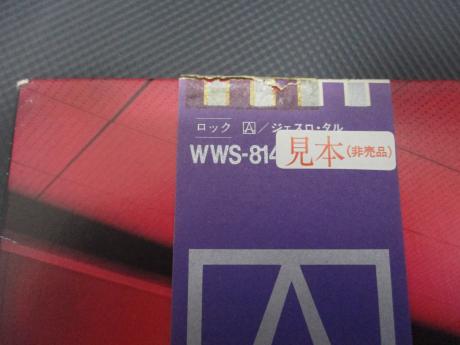 ロック A/ジェスロ・タル
WWS-814
見本(非売品)
A